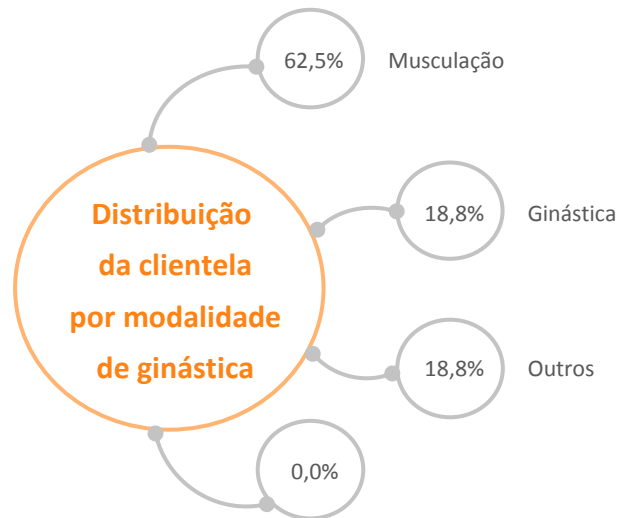 62,5% Musculação
Distribuição
da clientela
por modalidade
de ginástica
18,8% Ginástica
18,8% Outros
0,0%